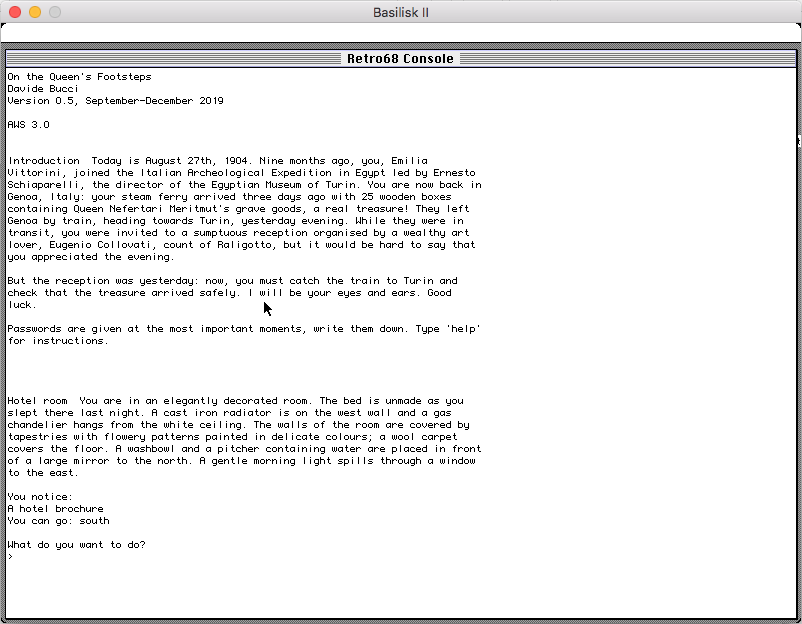 Basilisk II
Retro68 Console
On the Queen's Footsteps
Davide Bucci
Version 0.5, September-December 2019
AWS 3.0
Introduction  Today is August 27th, 1904. Nine months ago, you, Emilia
Vittorini, joined the Italian Archeological Expedition in Egypt led by Ernesto
Schiaparelli, the director of the Egyptian Museum of Turin. You are now back in
Genoa, Italy: your steam ferry arrived three days ago with 25 wooden boxes
containing Queen Nefertari Meritmut's grave goods, a real treasure! They left
Genoa by train, heading towards Turin, yesterday evening. While they were in
transit, you were invited to a sumptuous reception organised by a wealthy art
lover, Eugenio Collovati, count of Raligotto, but it would be hard to say that
you appreciated the evening.
But the reception was yesterday: now, you must catch the train to Turin and
check that the treasure arrived safely. I will be your eyes and ears. Good
luck.
Passwords are given at the most important moments, write them down. Type 'help'
for instructions.
Hotel room  You are in an elegantly decorated room. The bed is unmade as you
slept there last night. A cast iron radiator is on the west wall and a gas
chandelier hangs from the white ceiling. The walls of the room are covered by
tapestries with flowery patterns painted in delicate colours; a wool carpet
covers the floor. A washbowl and a pitcher containing water are placed in front
of a large mirror to the north. A gentle morning light spills through a window
to the east.
You notice:
A hotel brochure
You can go: south
What do you want to do?
>